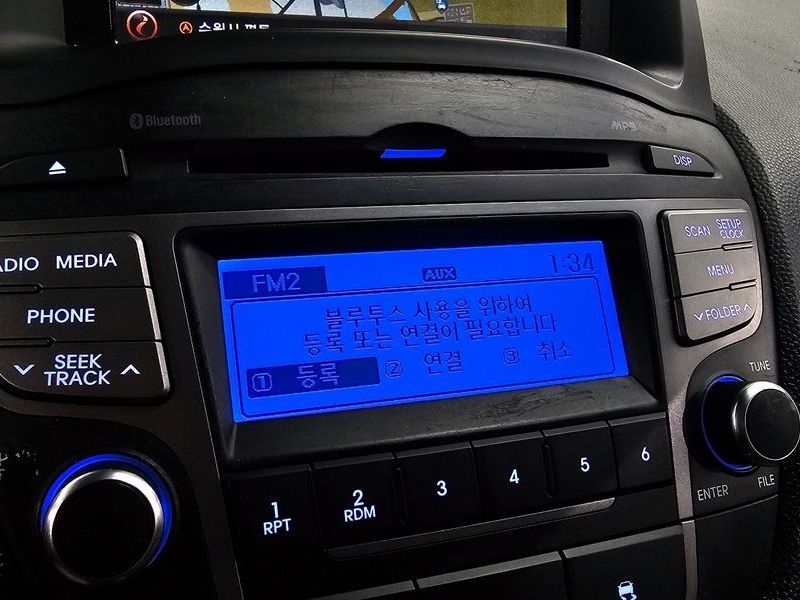 Bluetooth
MP3
DISP
RADIO MEDIA
PHONE
SEEK
TRACK
FM2 AUX 1:34
블루투스 사용을 위하여
등록 또는 연결이 필요합니다
① 등록 ② 연결 ③ 취소
SCAN SETUP
CLOCK
MENU
FOLDER
TUNE
ENTER FILE
1
RPT
2
RDM
3
4
5
6